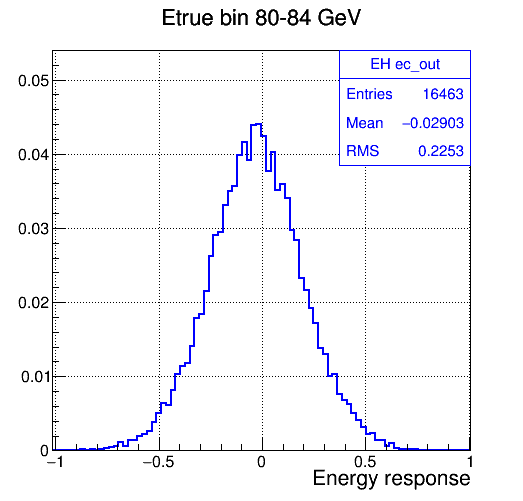 Etrue bin 80-84 GeV
EH ec_out
Entries 16463
Mean −0.02903
RMS 0.2253
0.05
0.04
0.03
0.02
0.01
0
−1 −0.5 0 0.5 1
Energy response